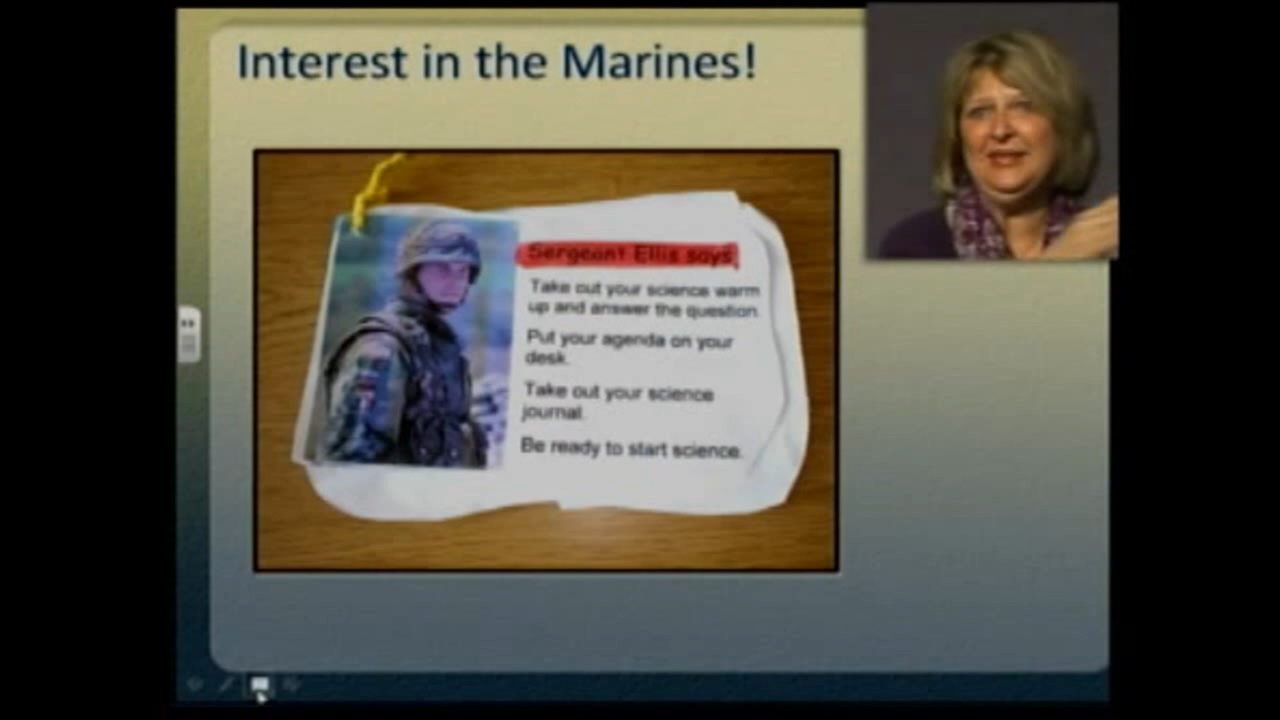 Interest in the Marines!
Sergeant Ellis says,
Take out your science warm
up and answer the question.
Put your agenda on your
desk.
Take out your science
journal.
Be ready to start science.